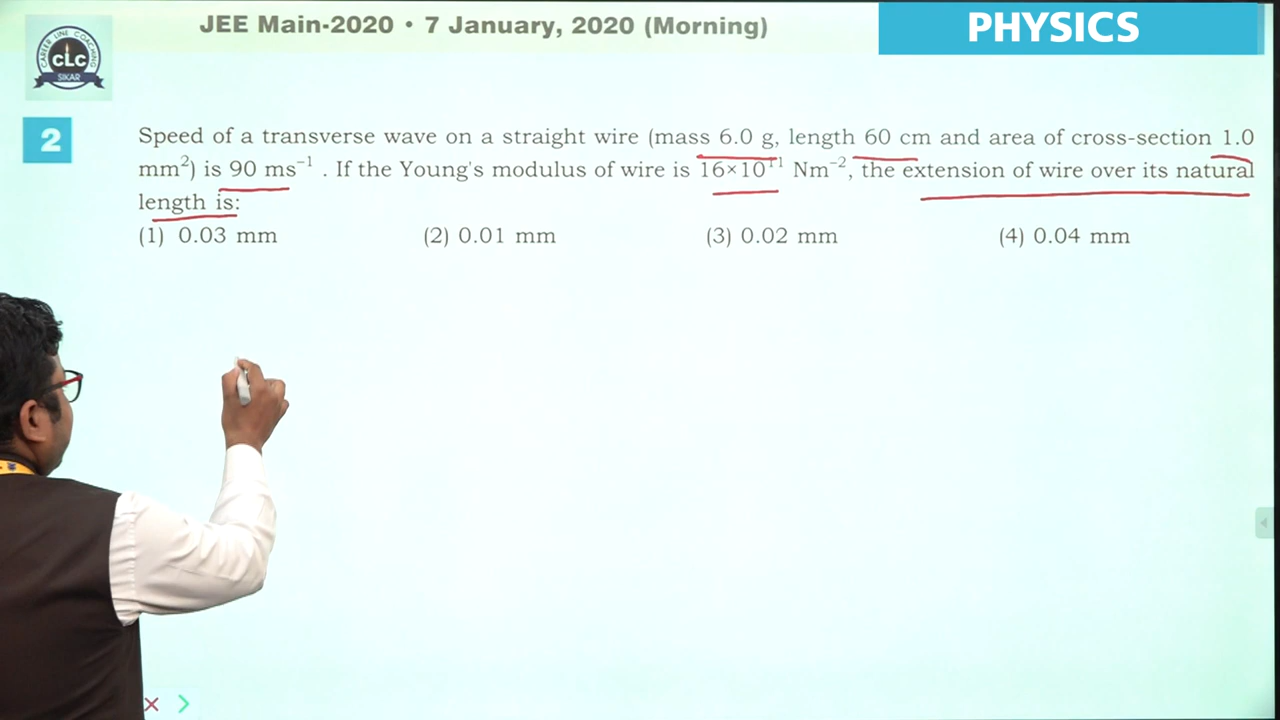 JEE Main-2020 • 7 January, 2020 (Morning)
PHYSICS
CAREER LINE COACHING
CLC
SIKAR
2
Speed of a transverse wave on a straight wire (mass 6.0 g, length 60 cm and area of cross-section 1.0
mm²) is 90 ms⁻¹ . If the Young's modulus of wire is 16×10¹¹ Nm⁻², the extension of wire over its natural
length is:
(1) 0.03 mm (2) 0.01 mm (3) 0.02 mm (4) 0.04 mm